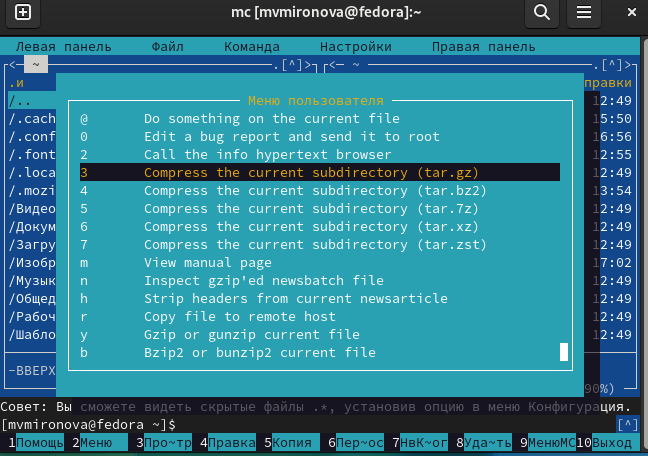 mc [mvmironova@fedora]:~
Левая панель Файл Команда Настройки Правая панель
<— ~ .[^]>
<— ~ .[^]>
.и правки
/.. 12:49
/.cach 15:50
/.conf 16:56
/.font 12:55
/.loca 12:49
/.mozi 13:54
/Видео 12:49
/Докум 12:49
/Загру 12:49
/Изобр 17:02
/Музык 12:49
/Общед 12:49
/Рабоч 12:49
/Шабло 12:49
-ВВЕРХ
90%)
Меню пользователя
@ Do something on the current file
0 Edit a bug report and send it to root
2 Call the info hypertext browser
3 Compress the current subdirectory (tar.gz)
4 Compress the current subdirectory (tar.bz2)
5 Compress the current subdirectory (tar.7z)
6 Compress the current subdirectory (tar.xz)
7 Compress the current subdirectory (tar.zst)
m View manual page
n Inspect gzip'ed newsbatch file
h Strip headers from current newsarticle
r Copy file to remote host
y Gzip or gunzip current file
b Bzip2 or bunzip2 current file
Совет: Вы сможете видеть скрытые файлы .*, установив опцию в меню Конфигурация.
[mvmironova@fedora ~]$ [^]
1Помощь 2Меню 3Про~тр 4Правка 5Копия 6Пер~ос 7НвК~ог 8Уда~ть 9МенюМС 10Выход